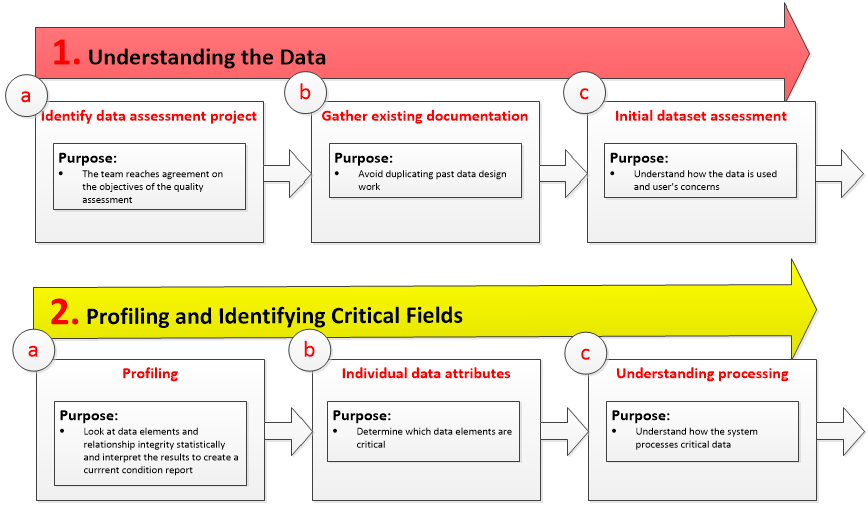 1. Understanding the Data
a
b
c
Identify data assessment project
Purpose:
• The team reaches agreement on
the objectives of the quality
assessment
Gather existing documentation
Purpose:
• Avoid duplicating past data design
work
Initial dataset assessment
Purpose:
• Understand how the data is used
and user's concerns
2. Profiling and Identifying Critical Fields
a
b
c
Profiling
Purpose:
• Look at data elements and
relationship integrity statistically
and interpret the results to create a
currrent condition report
Individual data attributes
Purpose:
• Determine which data elements are
critical
Understanding processing
Purpose:
• Understand how the system
processes critical data